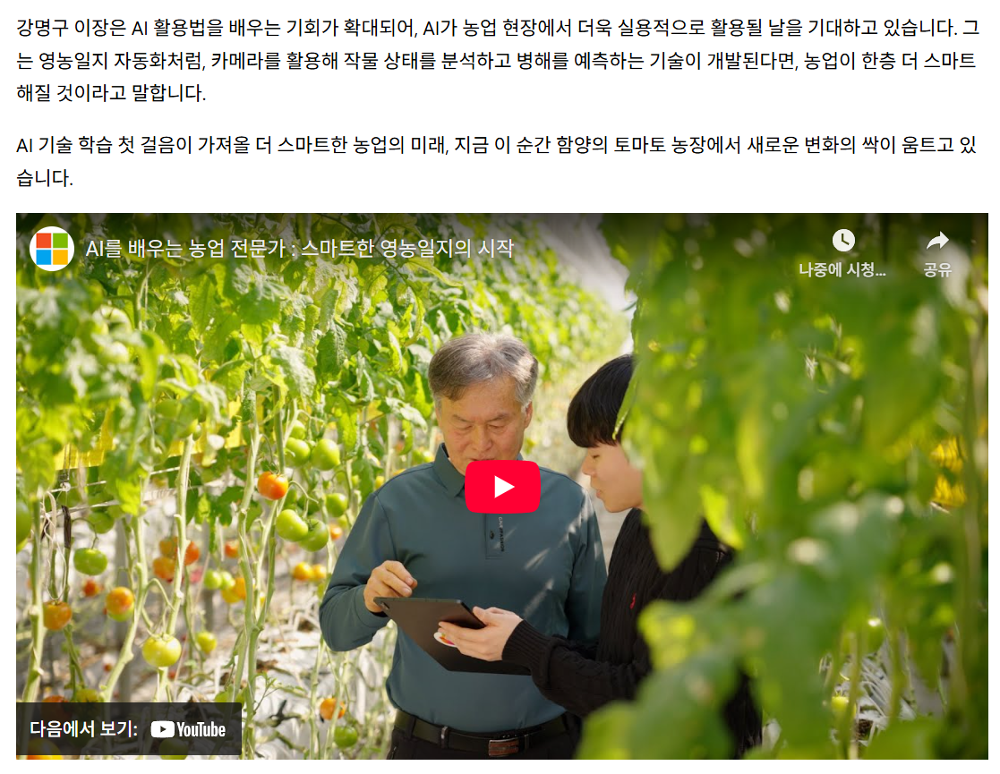 강명구 이장은 AI 활용법을 배우는 기회가 확대되어, AI가 농업 현장에서 더욱 실용적으로 활용될 날을 기대하고 있습니다. 그
는 영농일지 자동화처럼, 카메라를 활용해 작물 상태를 분석하고 병해를 예측하는 기술이 개발된다면, 농업이 한층 더 스마트
해질 것이라고 말합니다.
AI 기술 학습 첫 걸음이 가져올 더 스마트한 농업의 미래, 지금 이 순간 함양의 토마토 농장에서 새로운 변화의 싹이 움트고 있
습니다.
AI를 배우는 농업 전문가 : 스마트한 영농일지의 시작
나중에 시청...
공유
다음에서 보기: YouTube